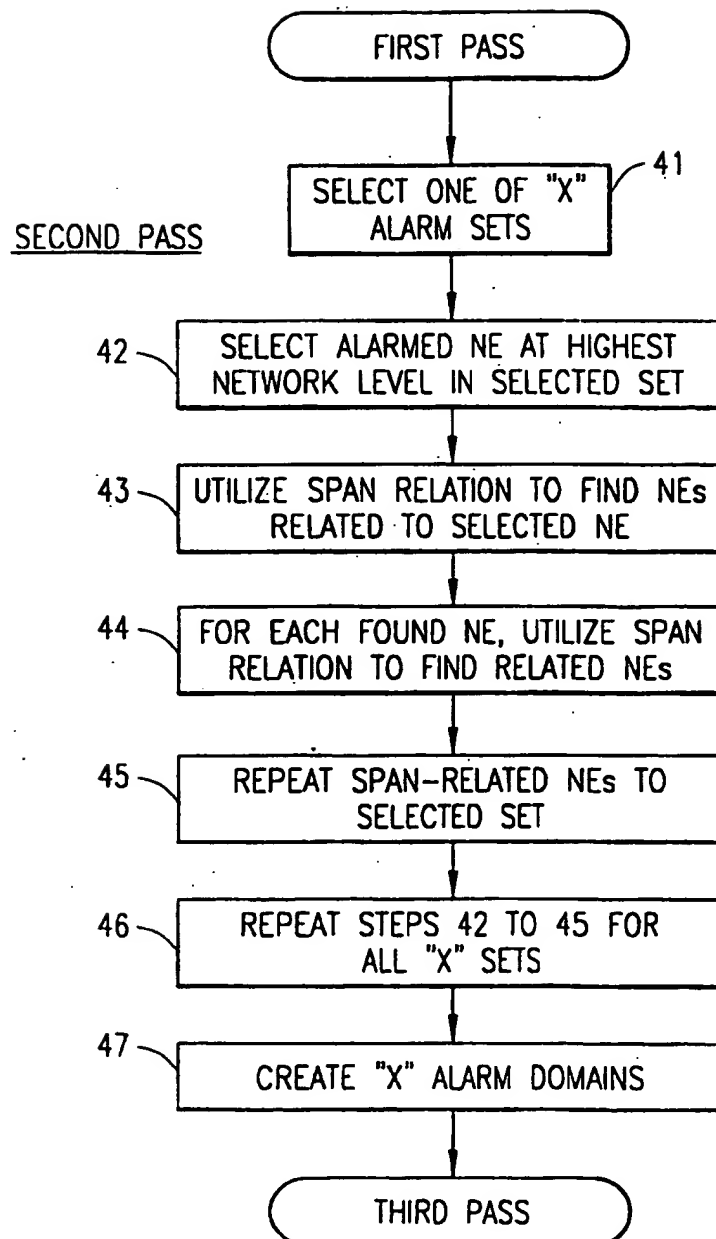 FIRST PASS
41
SELECT ONE OF "X"
ALARM SETS
SECOND PASS
42
SELECT ALARMED NE AT HIGHEST
NETWORK LEVEL IN SELECTED SET
43
UTILIZE SPAN RELATION TO FIND NEs
RELATED TO SELECTED NE
44
FOR EACH FOUND NE, UTILIZE SPAN
RELATION TO FIND RELATED NEs
45
REPEAT SPAN-RELATED NEs TO
SELECTED SET
46
REPEAT STEPS 42 TO 45 FOR
ALL "X" SETS
47
CREATE "X" ALARM DOMAINS
THIRD PASS